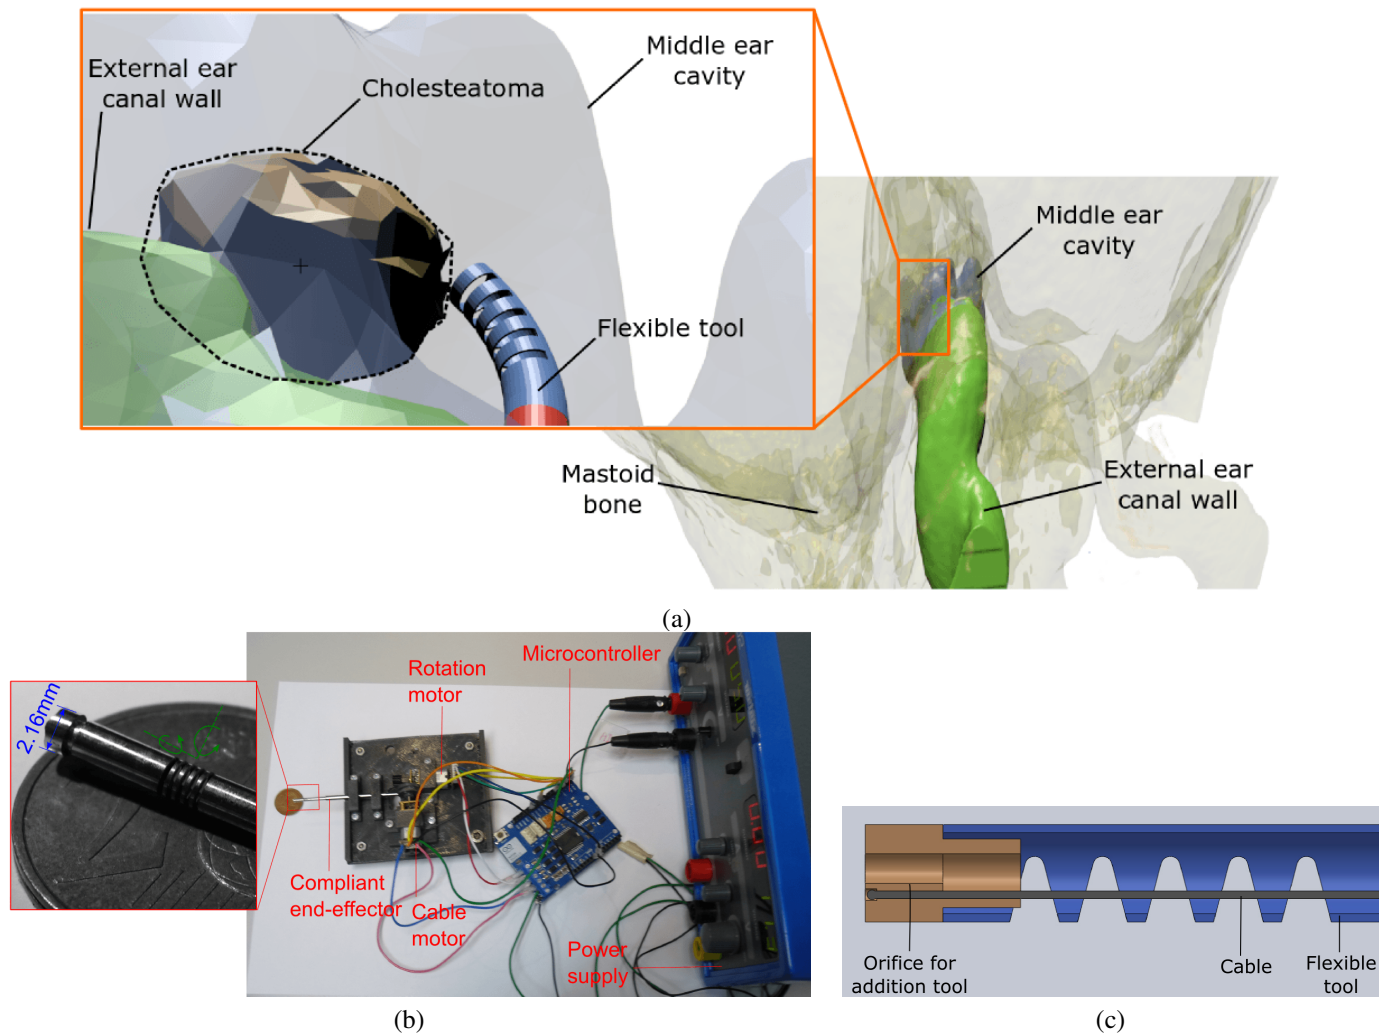 External ear
canal wall
Cholesteatoma
Middle ear
cavity
Flexible tool
Middle ear
cavity
Mastoid
bone
External ear
canal wall
(a)
2.16mm
Rotation
motor
Microcontroller
Compliant
end-effector
Cable
motor
Power
supply
(b)
Orifice for
addition tool
Cable
Flexible
tool
(c)